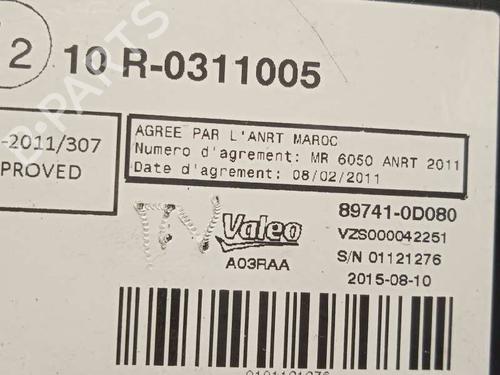 2
10 R-0311005
-2011/307
PROVED
AGREE PAR L'ANRT MAROC
Numero d'agrement: MR 6050 ANRT 2011
Date d'agrement: 08/02/2011
Valeo
A03RAA
89741-0D080
VZS000042251
S/N 01121276
2015-08-10
B-PARTS